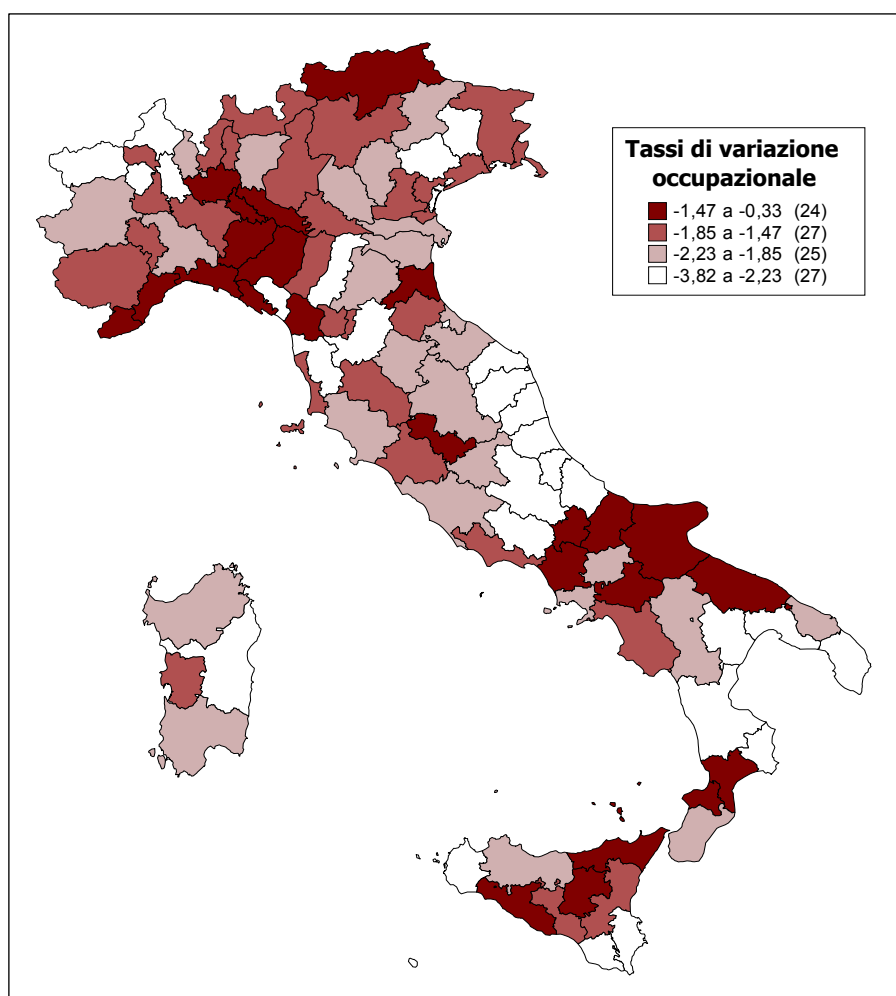 Tassi di variazione
occupazionale
-1,47 a -0,33 (24)
-1,85 a -1,47 (27)
-2,23 a -1,85 (25)
-3,82 a -2,23 (27)